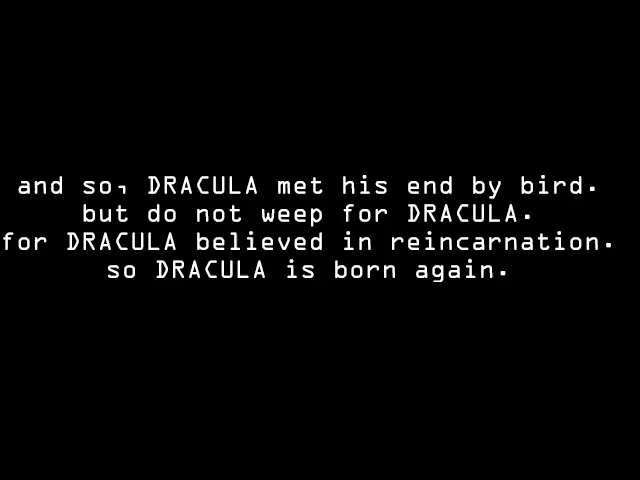 and so, DRACULA met his end by bird.
but do not weep for DRACULA.
for DRACULA believed in reincarnation.
so DRACULA is born again.